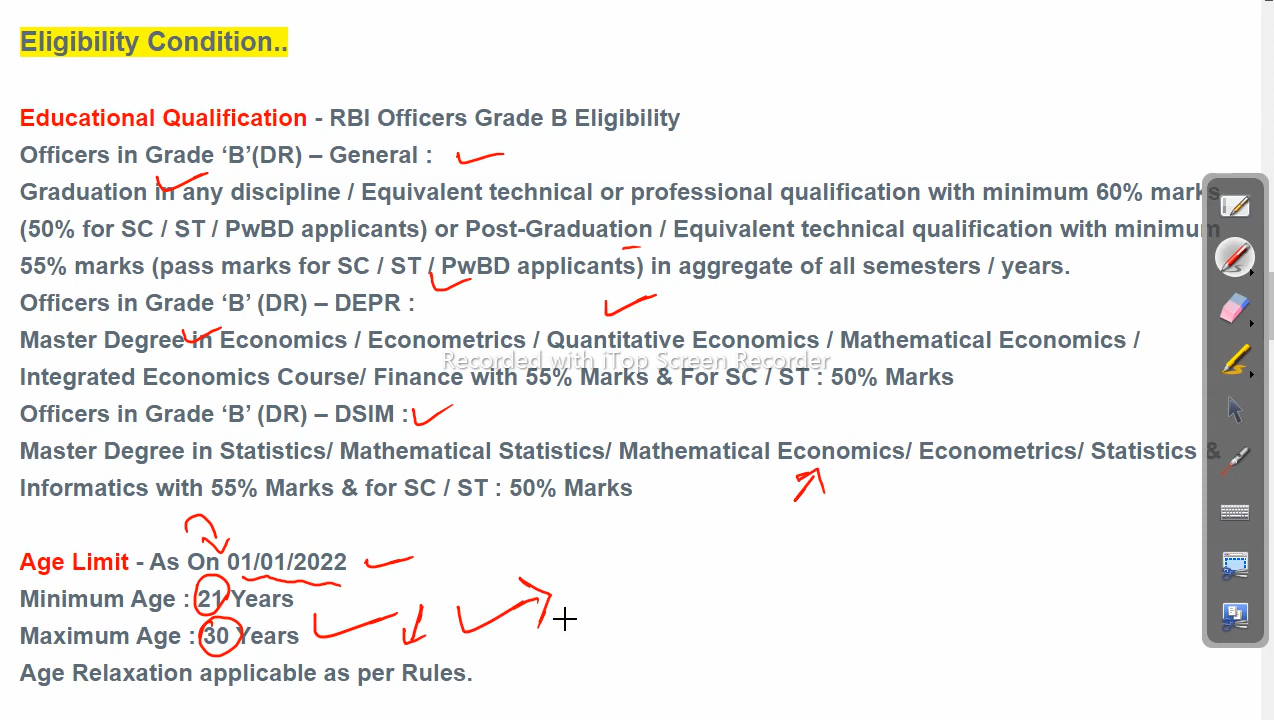 Eligibility Condition..
Educational Qualification - RBI Officers Grade B Eligibility
Officers in Grade ‘B’(DR) – General :
Graduation in any discipline / Equivalent technical or professional qualification with minimum 60% marks
(50% for SC / ST / PwBD applicants) or Post-Graduation / Equivalent technical qualification with minimum
55% marks (pass marks for SC / ST / PwBD applicants) in aggregate of all semesters / years.
Officers in Grade ‘B’ (DR) – DEPR :
Master Degree in Economics / Econometrics / Quantitative Economics / Mathematical Economics /
Recorded with iTop Screen Recorder
Integrated Economics Course/ Finance with 55% Marks & For SC / ST : 50% Marks
Officers in Grade ‘B’ (DR) – DSIM :
Master Degree in Statistics/ Mathematical Statistics/ Mathematical Economics/ Econometrics/ Statistics &
Informatics with 55% Marks & for SC / ST : 50% Marks
Age Limit - As On 01/01/2022
Minimum Age : 21 Years
Maximum Age : 30 Years
Age Relaxation applicable as per Rules.